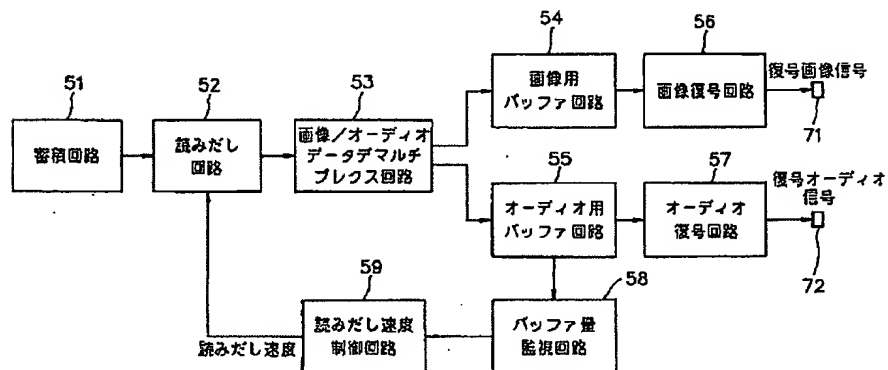 51
蓄積回路
52
読みだし
回路
53
画像/オーディオ
データデマルチ
プレクス回路
54
画像用
バッファ回路
56
画像復号回路
復号画像信号
71
55
オーディオ用
バッファ回路
57
オーディオ
復号回路
復号オーディオ
信号
72
59
読みだし速度
制御回路
読みだし速度
58
バッファ量
監視回路